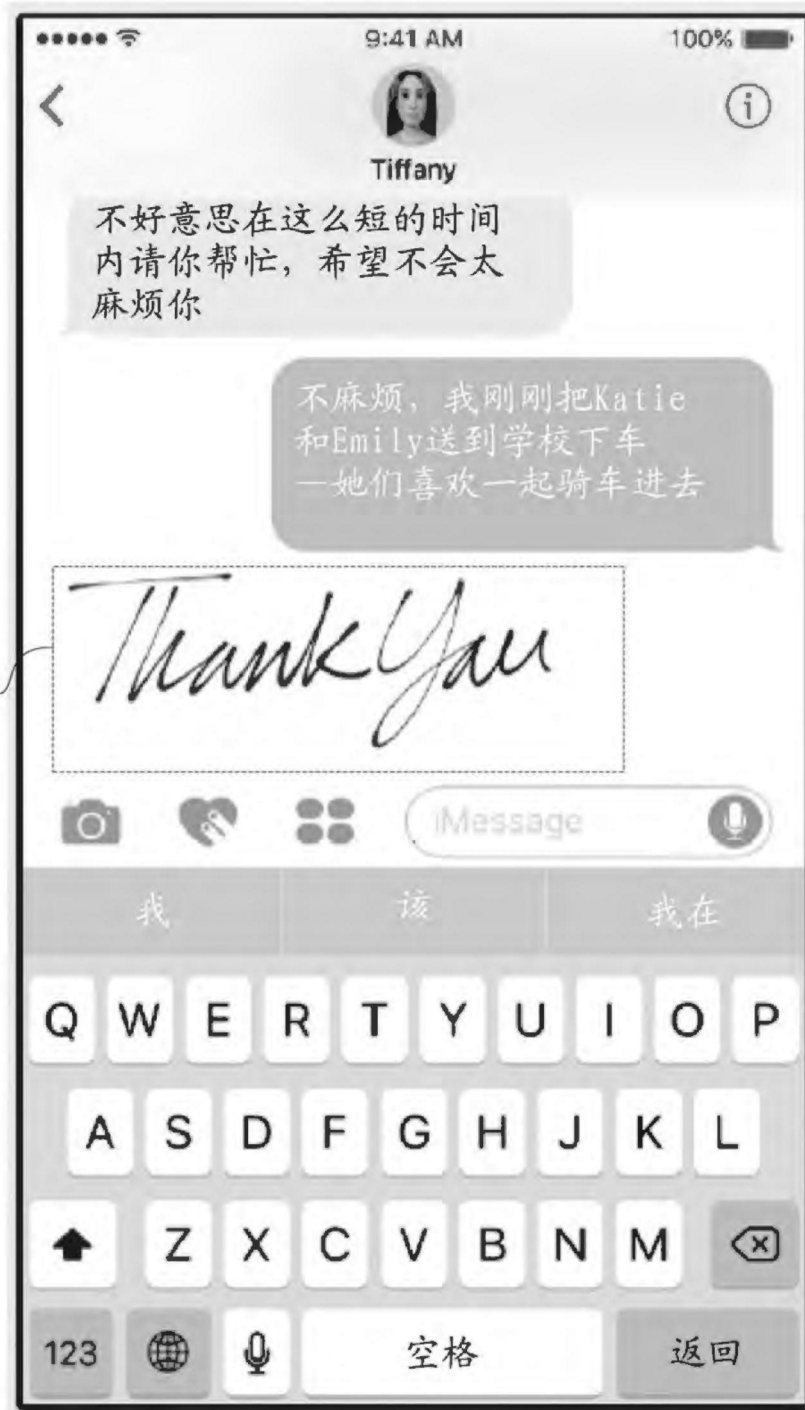 9:41 AM 100%
Tiffany
不好意思在这么短的时间
内请你帮忙，希望不会太
麻烦你
不麻烦，我刚刚把Katie
和Emily送到学校下车
—她们喜欢一起骑车进去
Thank You
iMessage
我 该 我在
Q W E R T Y U I O P
A S D F G H J K L
Z X C V B N M
123 空格 返回